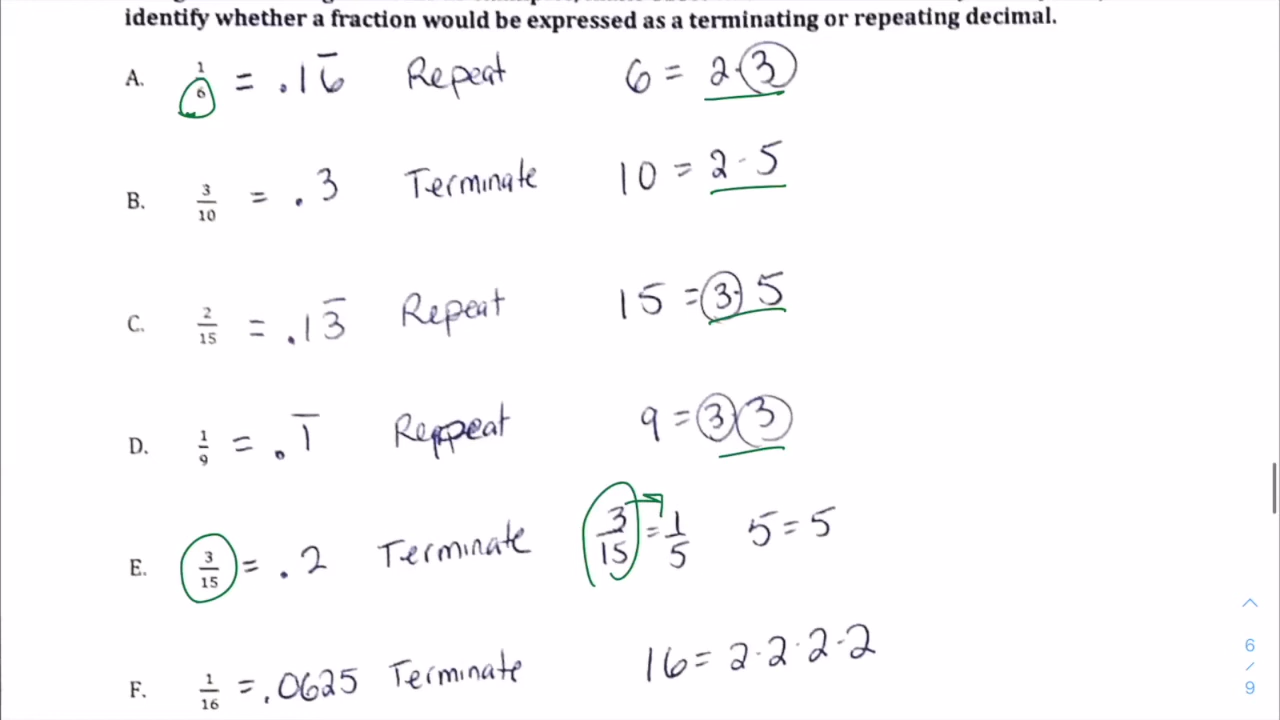 identify whether a fraction would be expressed as a terminating or repeating decimal.
A. 1/6 = .16̅ Repeat 6 = 2·3
B. 3/10 = .3 Terminate 10 = 2·5
C. 2/15 = .13̅ Repeat 15 = 3·5
D. 1/9 = .1̅ Reppeat 9 = 3 3
E. 3/15 = .2 Terminate 3/15 = 1/5 5 = 5
F. 1/16 = .0625 Terminate 16 = 2·2·2·2
6
/
9